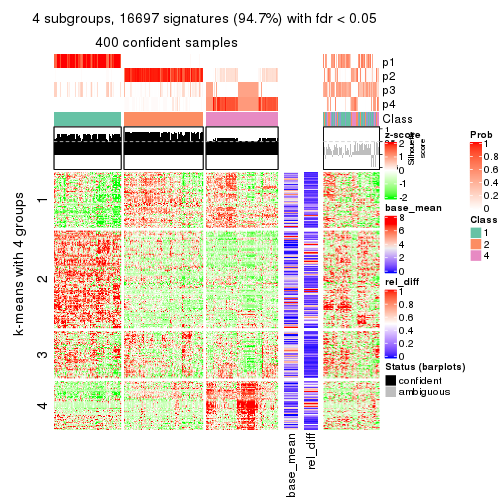 4 subgroups, 16697 signatures (94.7%) with fdr < 0.05
400 confident samples
p1
p2
p3
p4
Class
Silhouette score
1
k-means with 4 groups
1
2
3
4
base_mean
rel_diff
z-score
2
1
0
-1
-2
base_mean
8
6
4
2
0
rel_diff
1
0.8
0.6
0.4
0.2
0
Status (barplots)
confident
ambiguous
Prob
1
0.8
0.6
0.4
0.2
0
Class
1
2
4